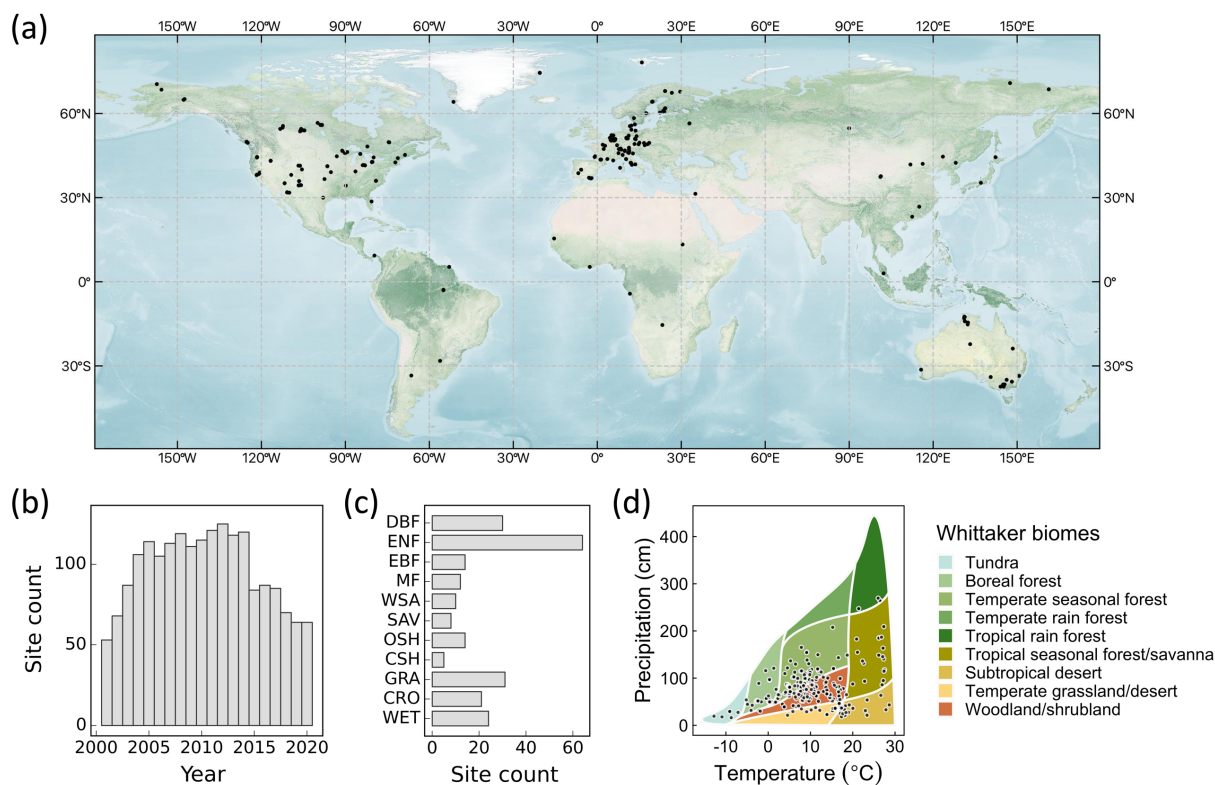 (a)
150°W 120°W 90°W 60°W 30°W 0° 30°E 60°E 90°E 120°E 150°E
60°N 60°N
30°N 30°N
0° 0°
30°S 30°S
150°W 120°W 90°W 60°W 30°W 0° 30°E 60°E 90°E 120°E 150°E
(b)
Site count
100
50
0
2000 2005 2010 2015 2020
Year
(c)
DBF
ENF
EBF
MF
WSA
SAV
OSH
CSH
GRA
CRO
WET
0 20 40 60
Site count
(d)
Precipitation (cm)
400
300
200
100
0
-10 0 10 20 30
Temperature (°C)
Whittaker biomes
Tundra
Boreal forest
Temperate seasonal forest
Temperate rain forest
Tropical rain forest
Tropical seasonal forest/savanna
Subtropical desert
Temperate grassland/desert
Woodland/shrubland